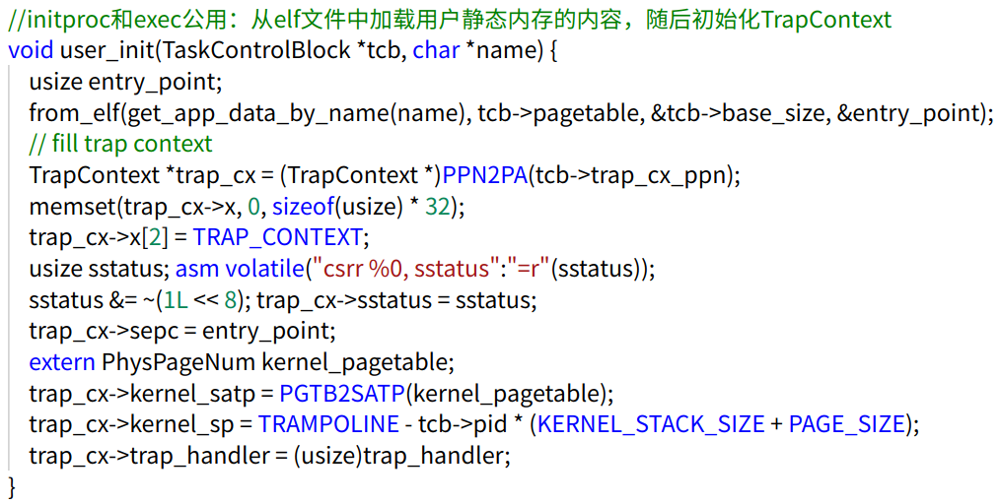 //initproc和exec公用：从elf文件中加载用户静态内存的内容，随后初始化TrapContext
void user_init(TaskControlBlock *tcb, char *name) {
    usize entry_point;
    from_elf(get_app_data_by_name(name), tcb->pagetable, &tcb->base_size, &entry_point);
    // fill trap context
    TrapContext *trap_cx = (TrapContext *)PPN2PA(tcb->trap_cx_ppn);
    memset(trap_cx->x, 0, sizeof(usize) * 32);
    trap_cx->x[2] = TRAP_CONTEXT;
    usize sstatus; asm volatile("csrr %0, sstatus":"=r"(sstatus));
    sstatus &= ~(1L << 8); trap_cx->sstatus = sstatus;
    trap_cx->sepc = entry_point;
    extern PhysPageNum kernel_pagetable;
    trap_cx->kernel_satp = PGTB2SATP(kernel_pagetable);
    trap_cx->kernel_sp = TRAMPOLINE - tcb->pid * (KERNEL_STACK_SIZE + PAGE_SIZE);
    trap_cx->trap_handler = (usize)trap_handler;
}